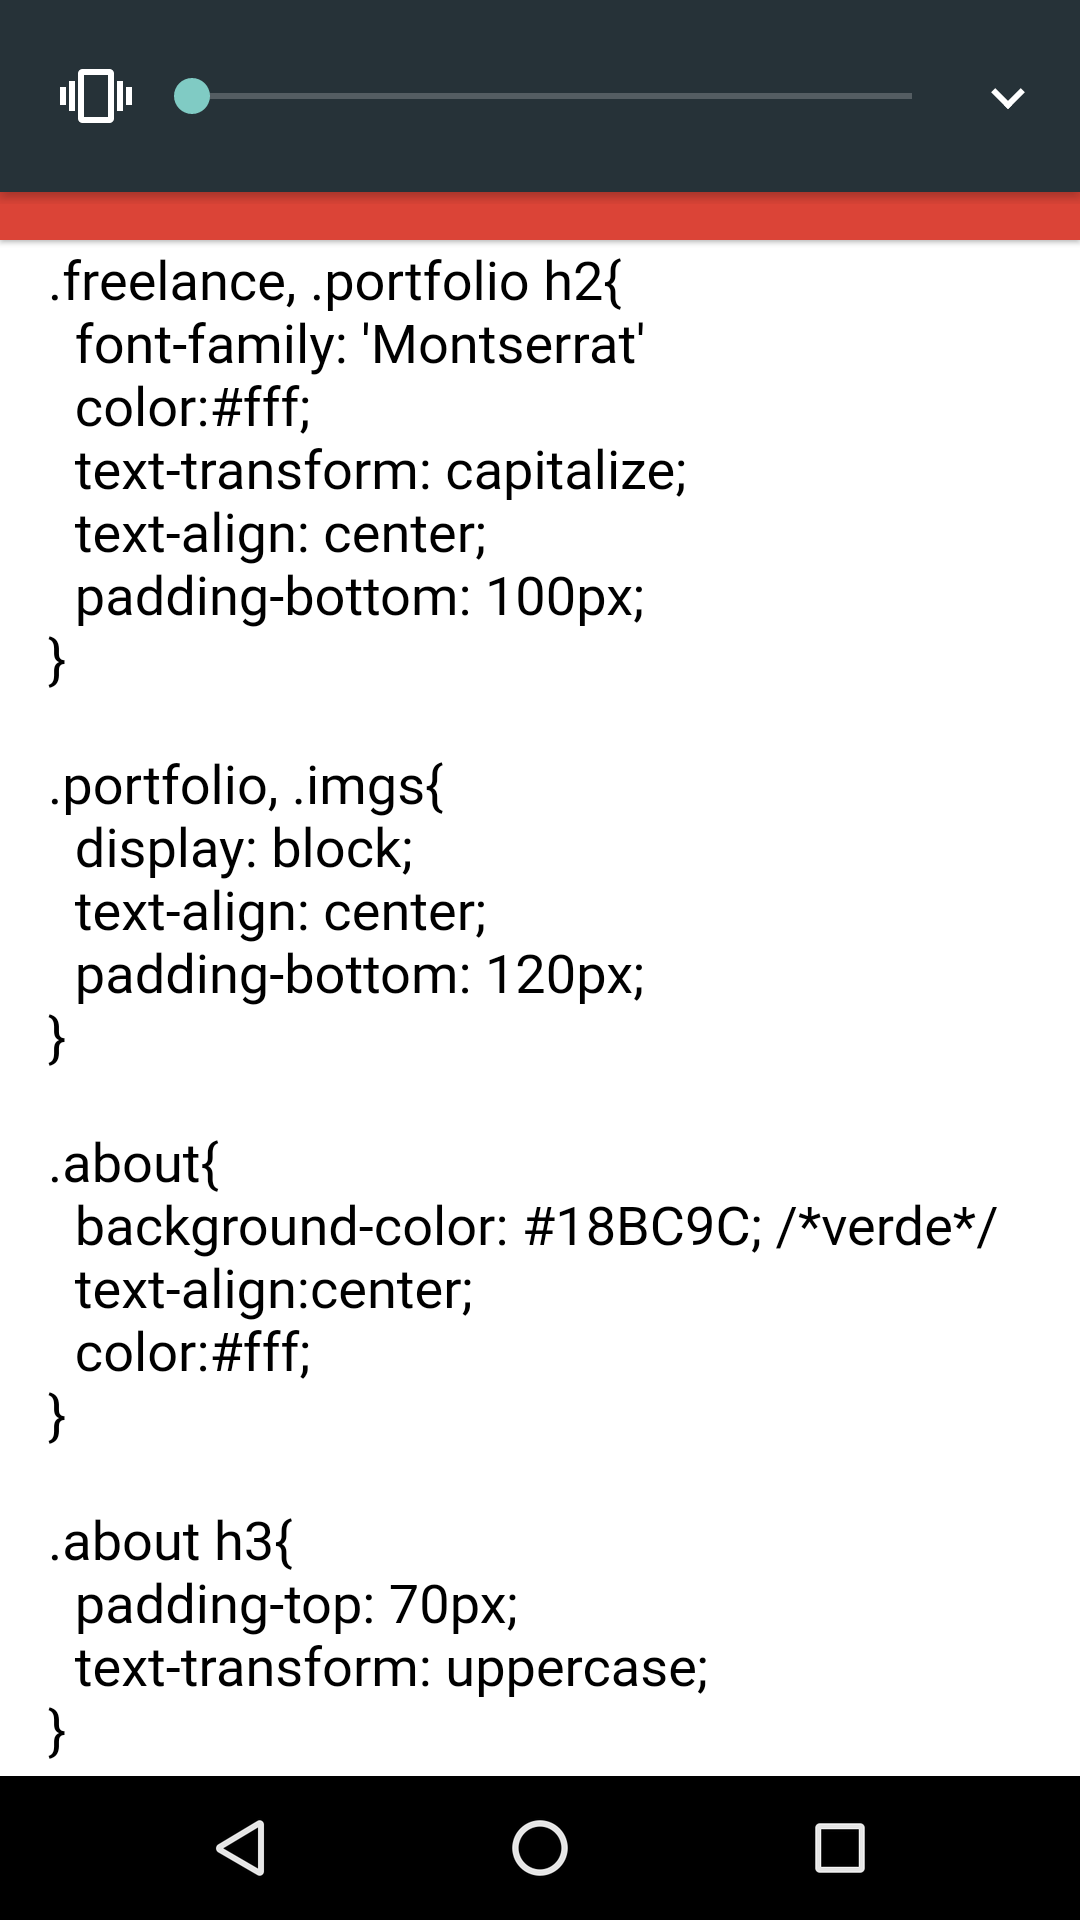 .freelance, .portfolio h2{
  font-family: 'Montserrat'
  color:#fff;
  text-transform: capitalize;
  text-align: center;
  padding-bottom: 100px;
}

.portfolio, .imgs{
  display: block;
  text-align: center;
  padding-bottom: 120px;
}

.about{
  background-color: #18BC9C; /*verde*/
  text-align:center;
  color:#fff;
}

.about h3{
  padding-top: 70px;
  text-transform: uppercase;
}